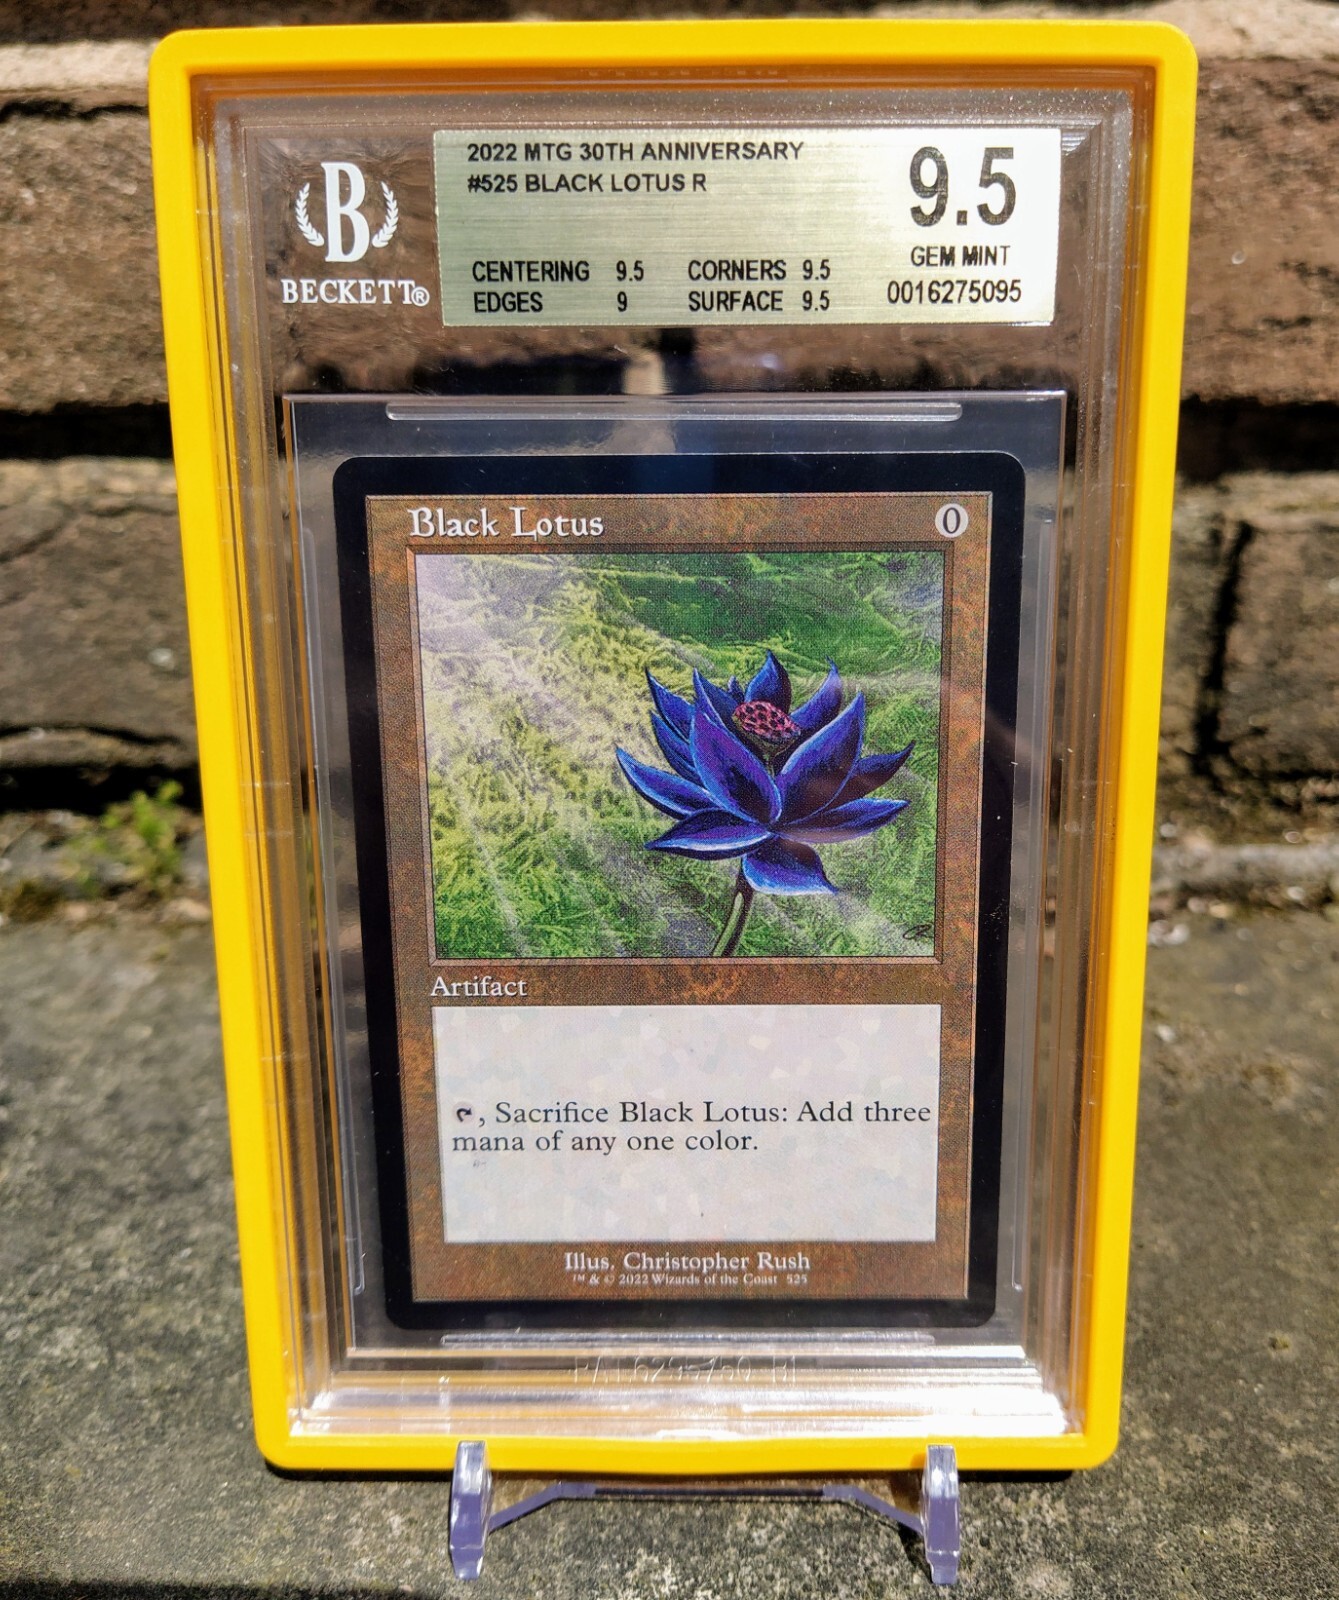 B
BECKETT®
2022 MTG 30TH ANNIVERSARY
#525 BLACK LOTUS R
CENTERING 9.5 CORNERS 9.5
EDGES 9 SURFACE 9.5
9.5
GEM MINT
0016275095
Black Lotus 0
Artifact
, Sacrifice Black Lotus: Add three
mana of any one color.
Illus. Christopher Rush
™ & © 2022 Wizards of the Coast 525